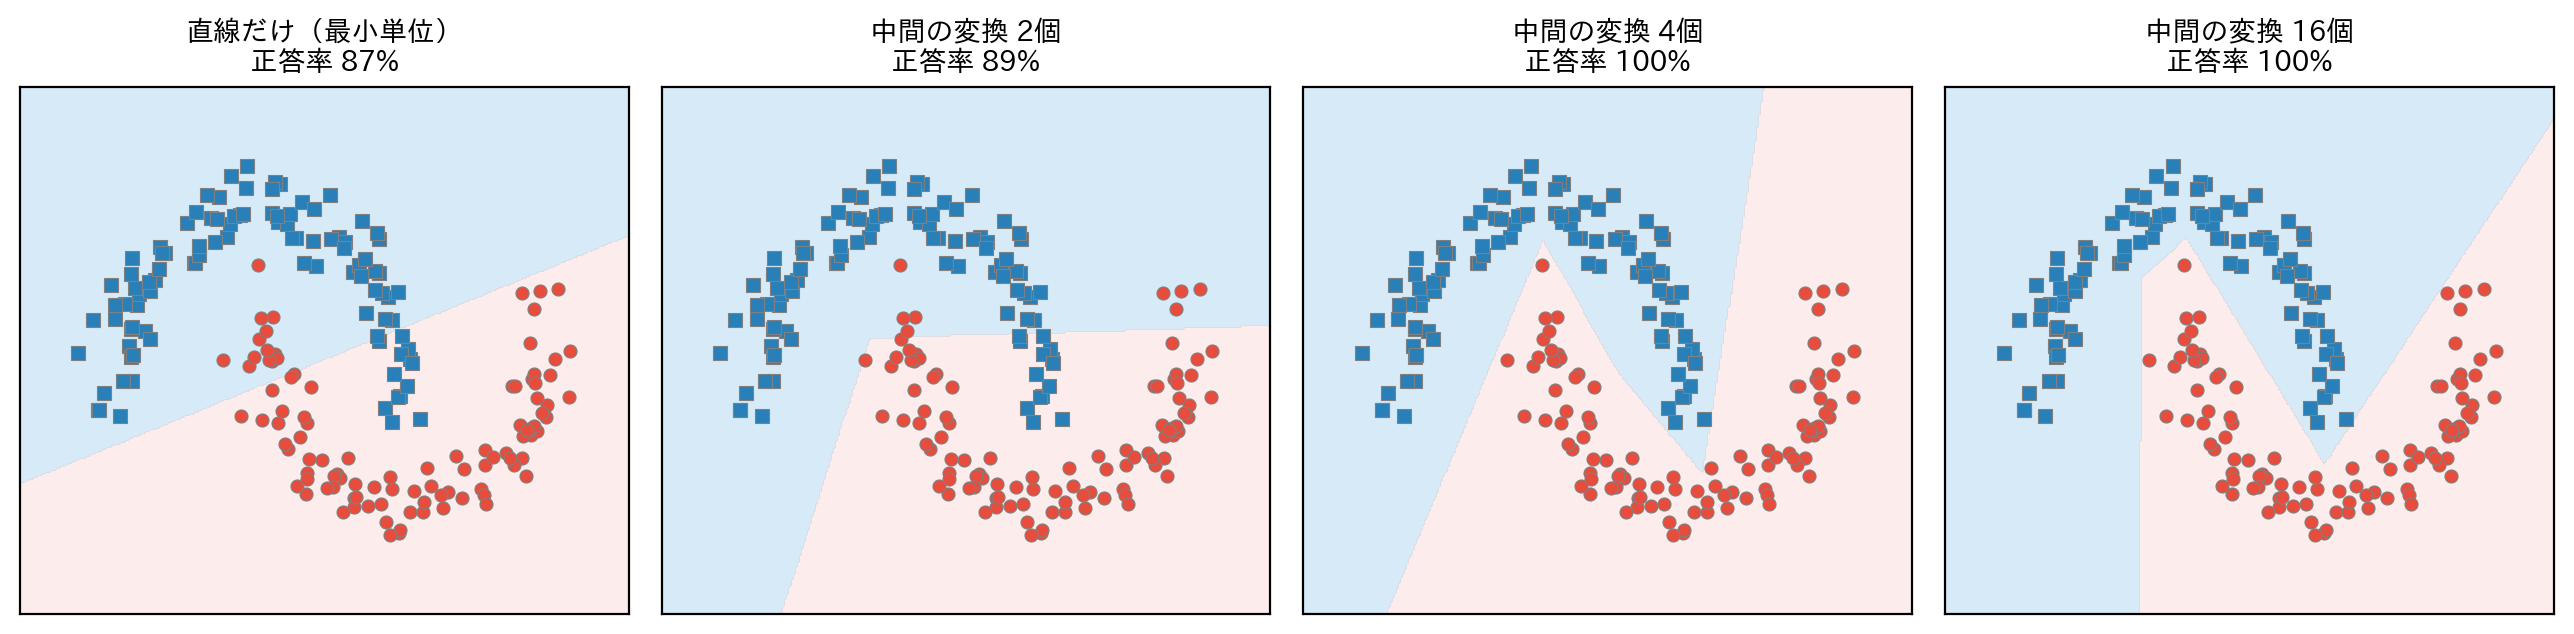 直線だけ（最小単位）
正答率 87%
中間の変換 2個
正答率 89%
中間の変換 4個
正答率 100%
中間の変換 16個
正答率 100%